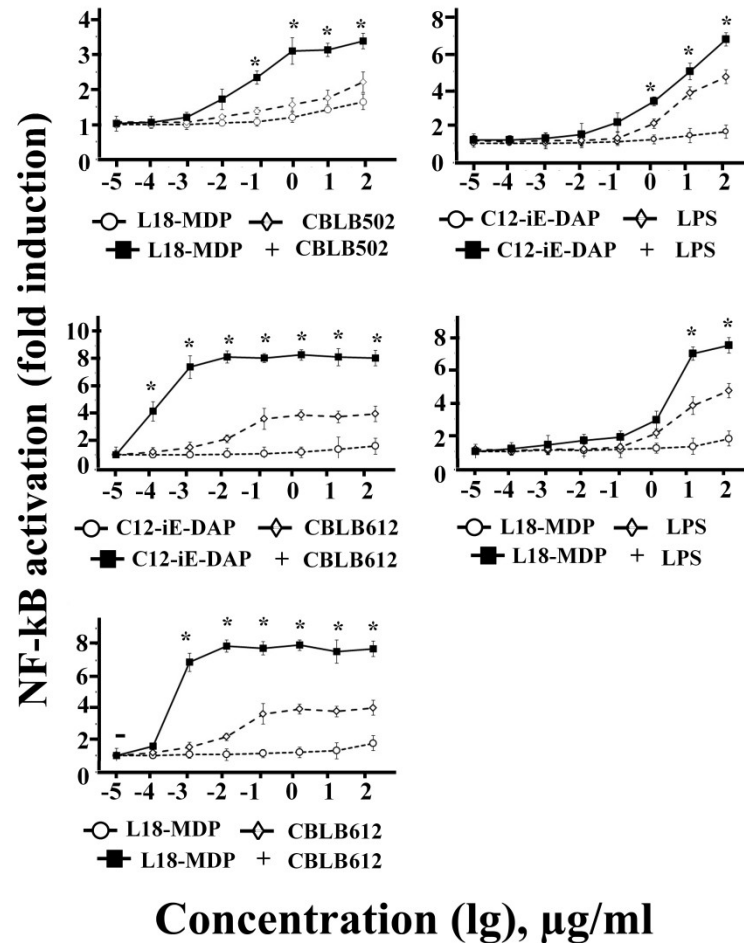 NF-kB activation (fold induction)
* * * *
4
3
2
1
0
-5 -4 -3 -2 -1 0 1 2
L18-MDP CBLB502
L18-MDP + CBLB502
* * *
8
6
4
2
0
-5 -4 -3 -2 -1 0 1 2
C12-iE-DAP LPS
C12-iE-DAP + LPS
* * * * * * *
10
8
6
4
2
0
-5 -4 -3 -2 -1 0 1 2
C12-iE-DAP CBLB612
C12-iE-DAP + CBLB612
* *
8
6
4
2
0
-5 -4 -3 -2 -1 0 1 2
L18-MDP LPS
L18-MDP + LPS
* * * * * *
8
6
4
2
0
-5 -4 -3 -2 -1 0 1 2
L18-MDP CBLB612
L18-MDP + CBLB612
Concentration (lg), µg/ml